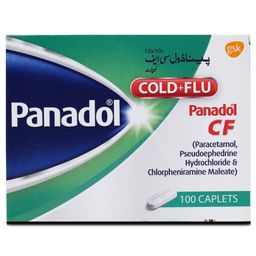 10x10s
پیناڈول سی ایف
gsk
COLD+FLU
Panadol
Panadol
CF
(Paracetamol,
Pseudoephedrine
Hydrochloride &
Chlorpheniramine Maleate)
100 CAPLETS